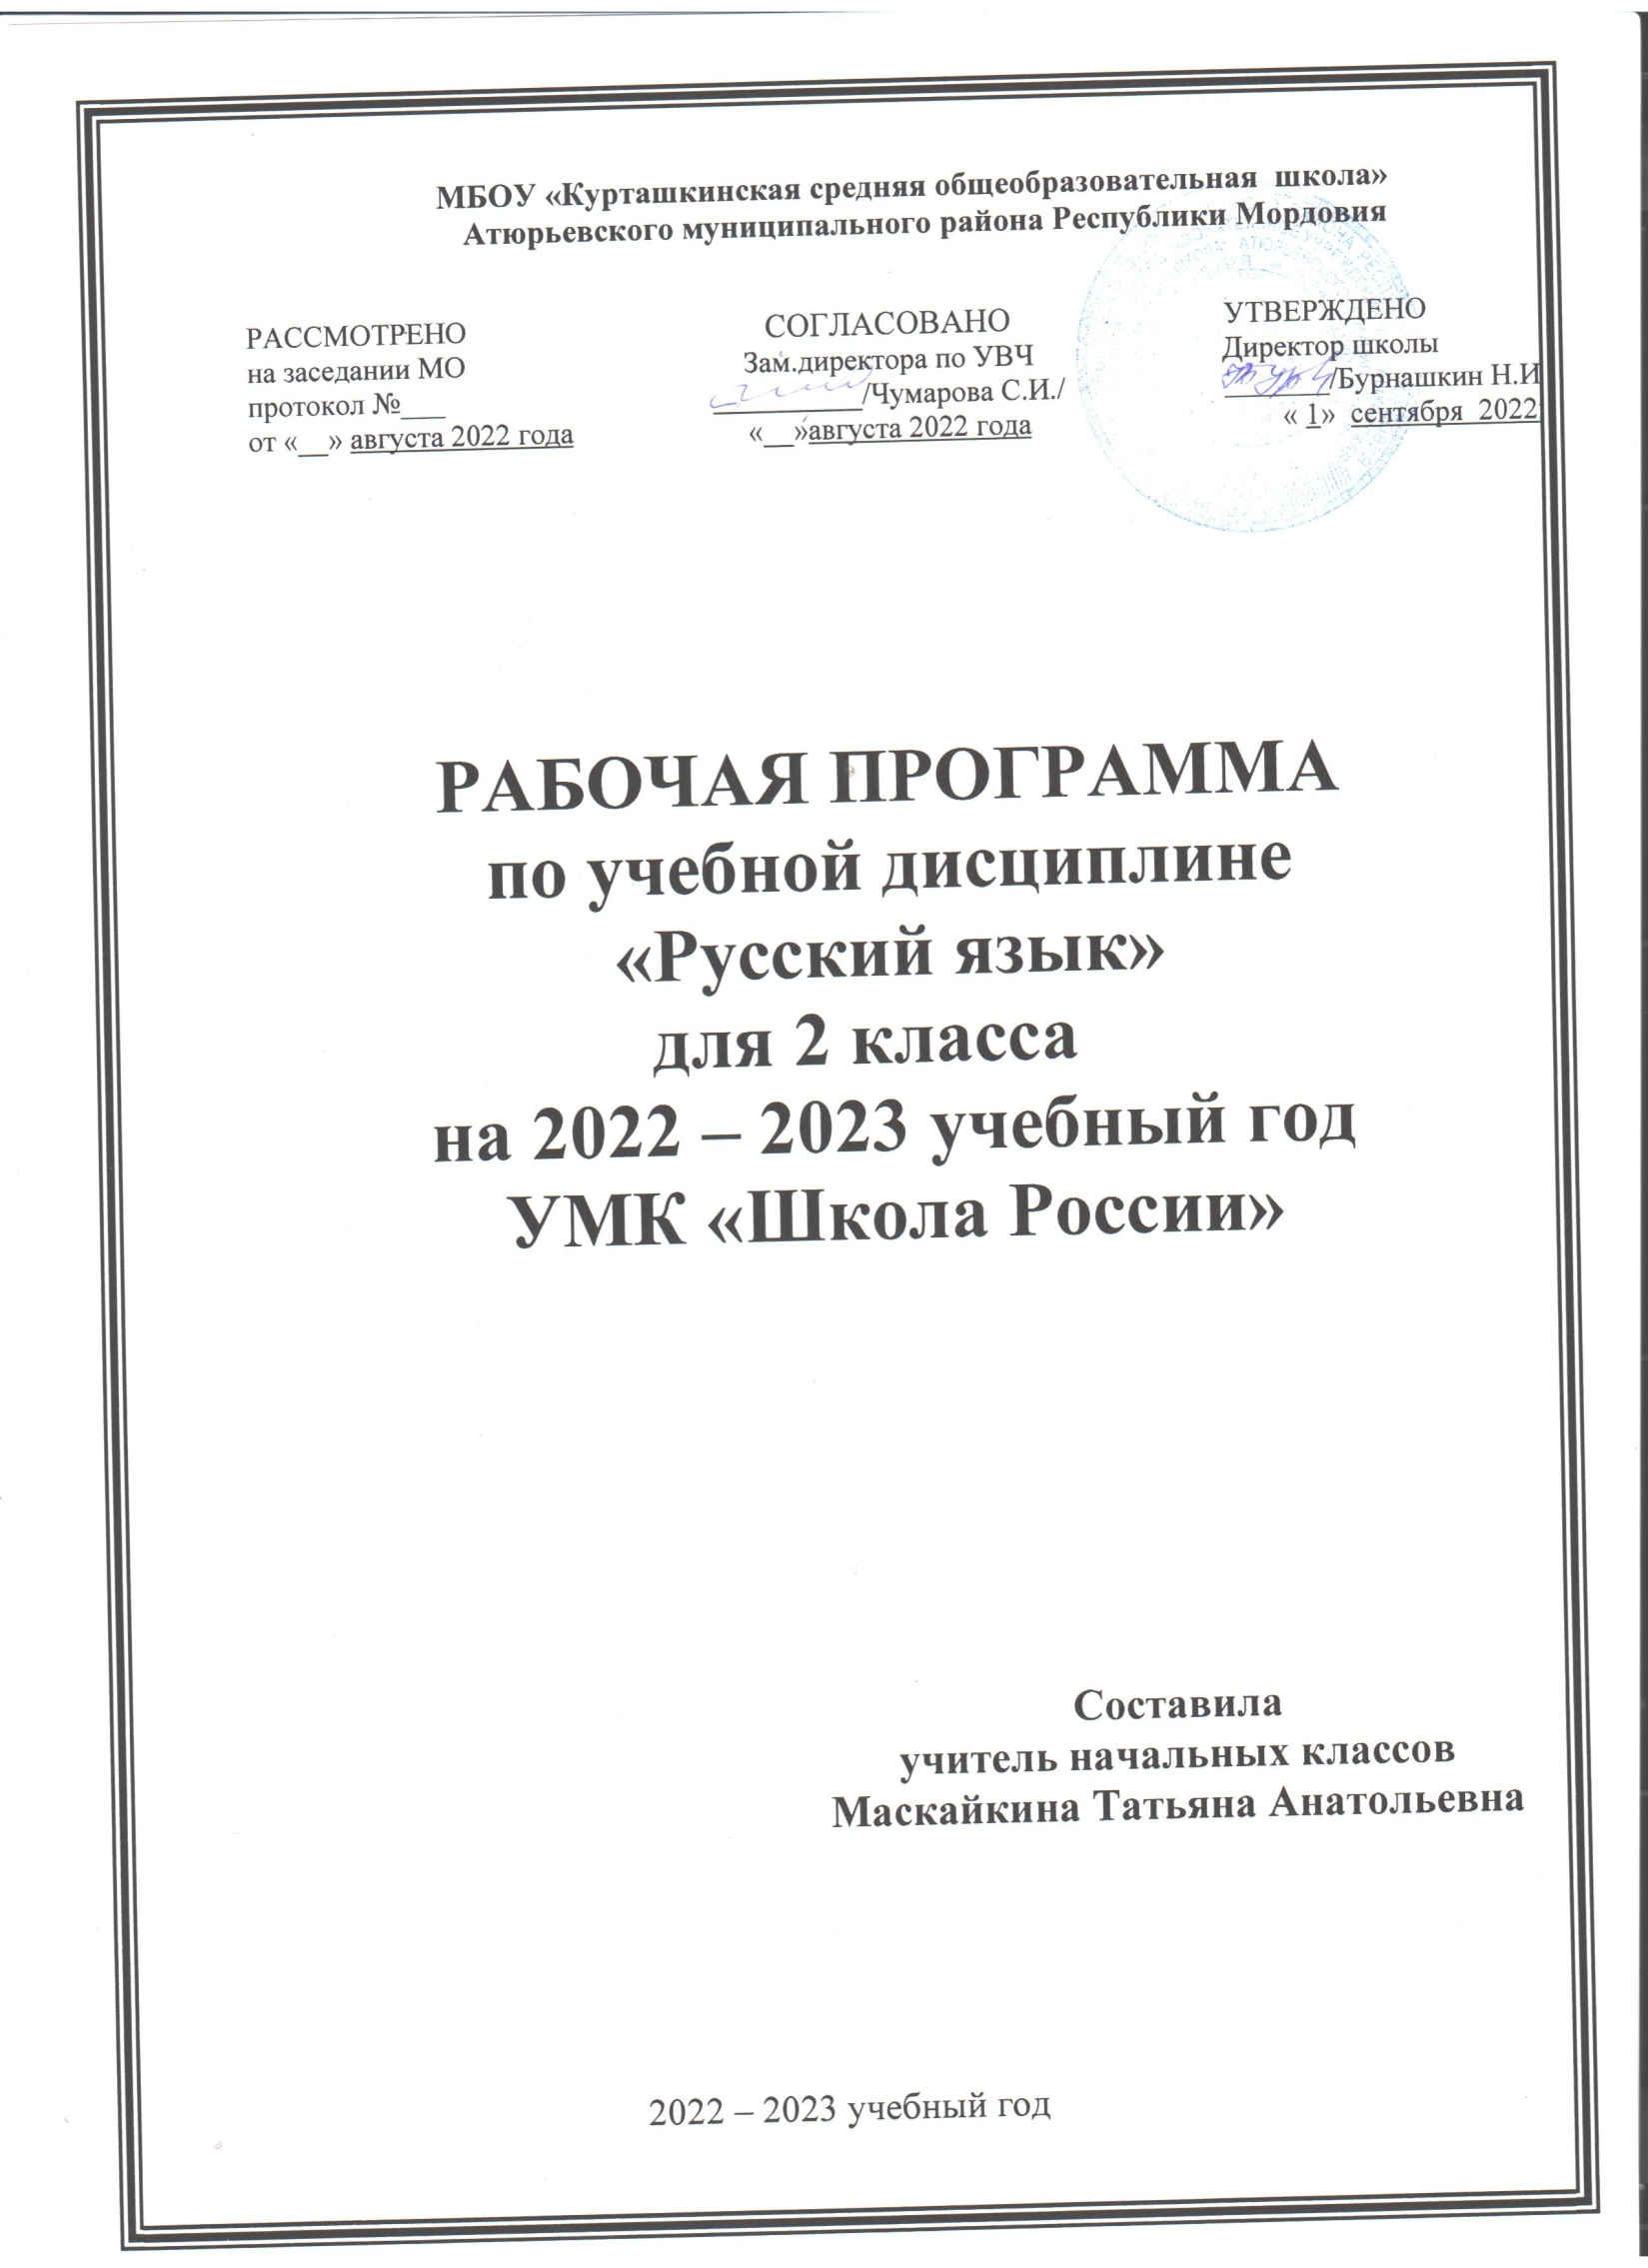 МБОУ «Курташкинская средняя общеобразовательная школа»
Атюрьевского муниципального района Республики Мордовия
РАССМОТРЕНО
на заседании МО
протокол №___
от «__» августа 2022 года
СОГЛАСОВАНО
Зам.директора по УВЧ
__________/Чумарова С.И./
«__»августа 2022 года
УТВЕРЖДЕНО
Директор школы
_______/Бурнашкин Н.И
« 1» сентября 2022
РАБОЧАЯ ПРОГРАММА
по учебной дисциплине
«Русский язык»
для 2 класса
на 2022 – 2023 учебный год
УМК «Школа России»
Составила
учитель начальных классов
Маскайкина Татьяна Анатольевна
2022 – 2023 учебный год